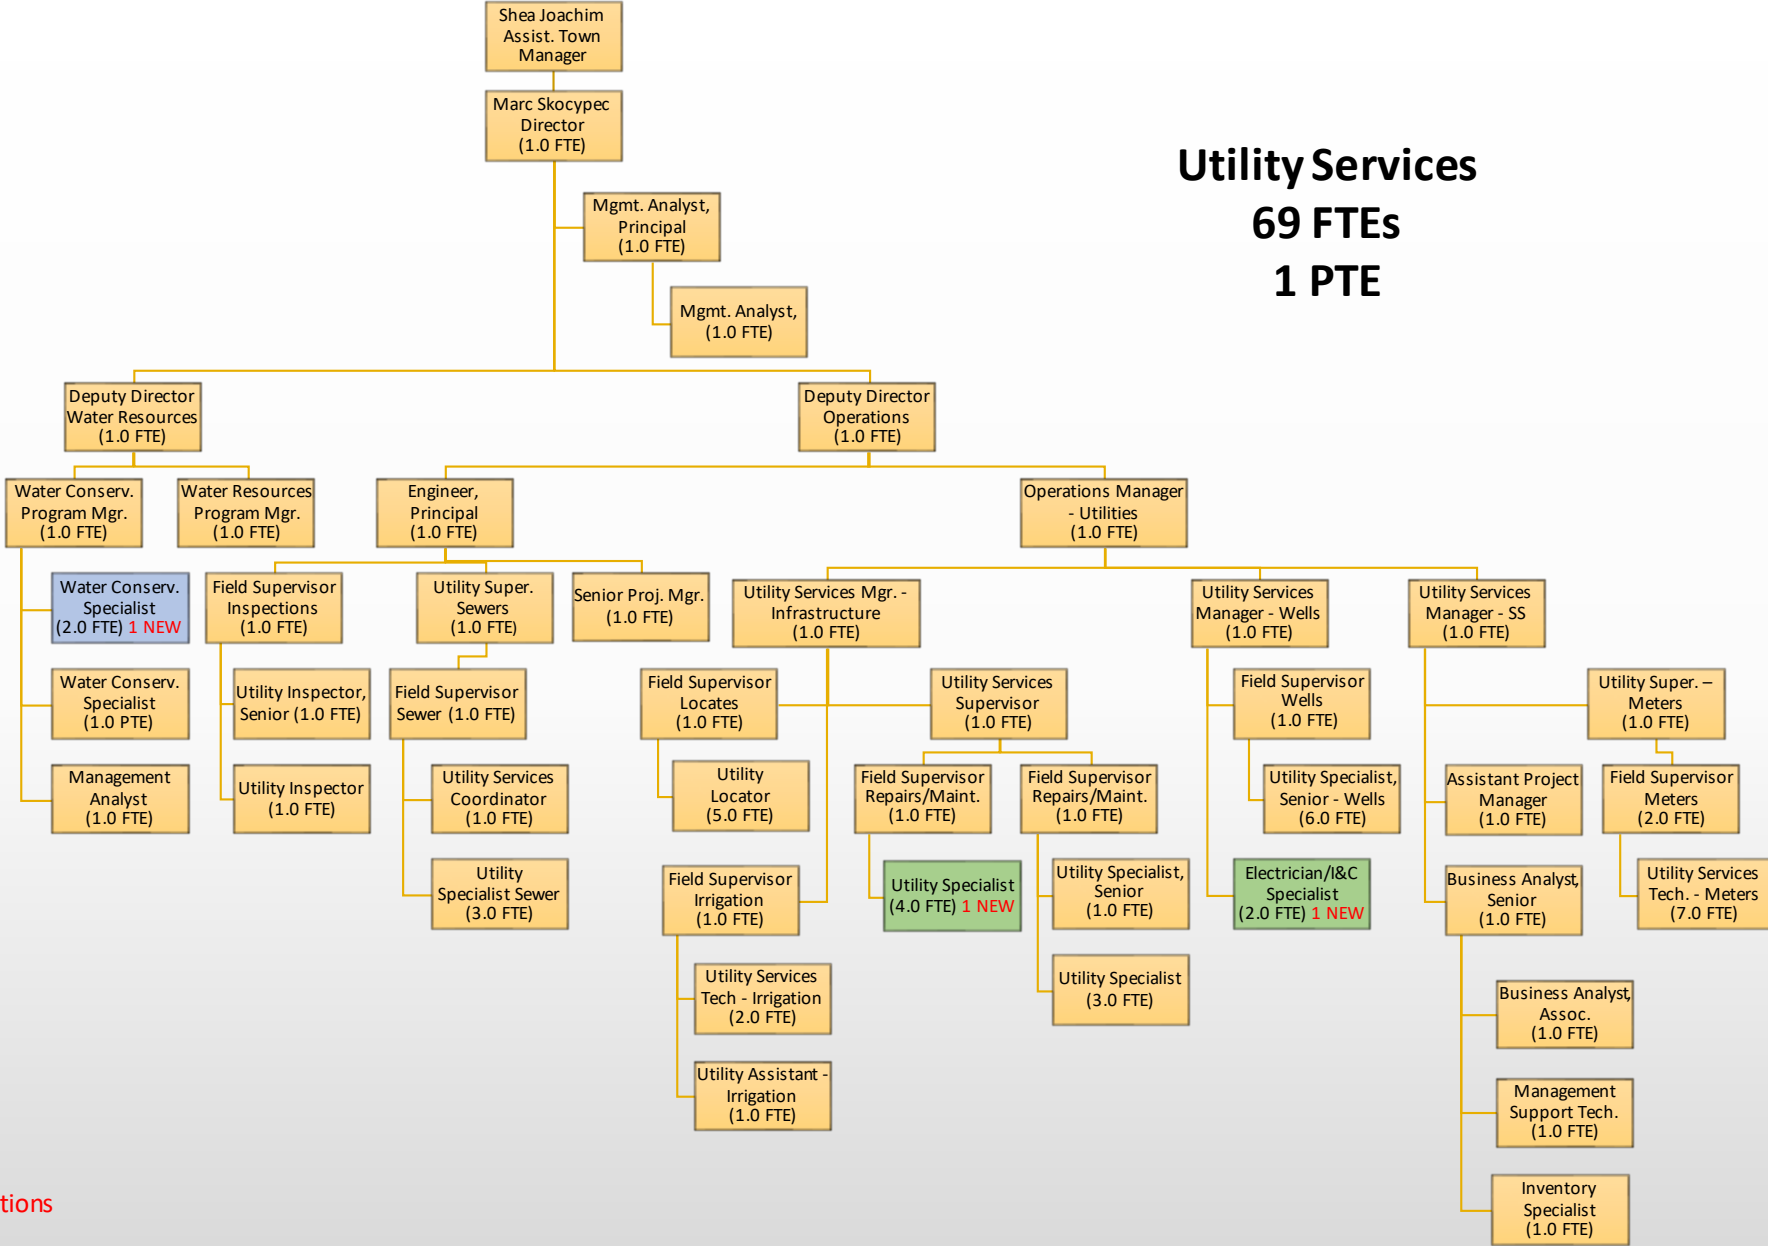 Shea Joachim
Assist. Town
Manager
Marc Skocypec
Director
(1.0 FTE)
Utility Services
69 FTEs
1 PTE
Mgmt. Analyst,
Principal
(1.0 FTE)
Mgmt. Analyst,
(1.0 FTE)
Deputy Director
Water Resources
(1.0 FTE)
Deputy Director
Operations
(1.0 FTE)
Water Conserv.
Program Mgr.
(1.0 FTE)
Water Resources
Program Mgr.
(1.0 FTE)
Engineer,
Principal
(1.0 FTE)
Operations Manager
- Utilities
(1.0 FTE)
Water Conserv.
Specialist
(2.0 FTE) 1 NEW
Field Supervisor
Inspections
(1.0 FTE)
Utility Super.
Sewers
(1.0 FTE)
Senior Proj. Mgr.
(1.0 FTE)
Utility Services Mgr. -
Infrastructure
(1.0 FTE)
Utility Services
Manager - Wells
(1.0 FTE)
Utility Services
Manager - SS
(1.0 FTE)
Water Conserv.
Specialist
(1.0 PTE)
Utility Inspector,
Senior (1.0 FTE)
Field Supervisor
Sewer (1.0 FTE)
Field Supervisor
Locates
(1.0 FTE)
Utility Services
Supervisor
(1.0 FTE)
Field Supervisor
Wells
(1.0 FTE)
Utility Super. –
Meters
(1.0 FTE)
Management
Analyst
(1.0 FTE)
Utility Inspector
(1.0 FTE)
Utility Services
Coordinator
(1.0 FTE)
Utility
Locator
(5.0 FTE)
Field Supervisor
Repairs/Maint.
(1.0 FTE)
Field Supervisor
Repairs/Maint.
(1.0 FTE)
Utility Specialist,
Senior - Wells
(6.0 FTE)
Assistant Project
Manager
(1.0 FTE)
Field Supervisor
Meters
(2.0 FTE)
Utility
Specialist Sewer
(3.0 FTE)
Field Supervisor
Irrigation
(1.0 FTE)
Utility Specialist
(4.0 FTE) 1 NEW
Utility Specialist,
Senior
(1.0 FTE)
Electrician/I&C
Specialist
(2.0 FTE) 1 NEW
Business Analyst,
Senior
(1.0 FTE)
Utility Services
Tech. - Meters
(7.0 FTE)
Utility Services
Tech - Irrigation
(2.0 FTE)
Utility Specialist
(3.0 FTE)
Business Analyst,
Assoc.
(1.0 FTE)
Utility Assistant -
Irrigation
(1.0 FTE)
Management
Support Tech.
(1.0 FTE)
Inventory
Specialist
(1.0 FTE)
tions